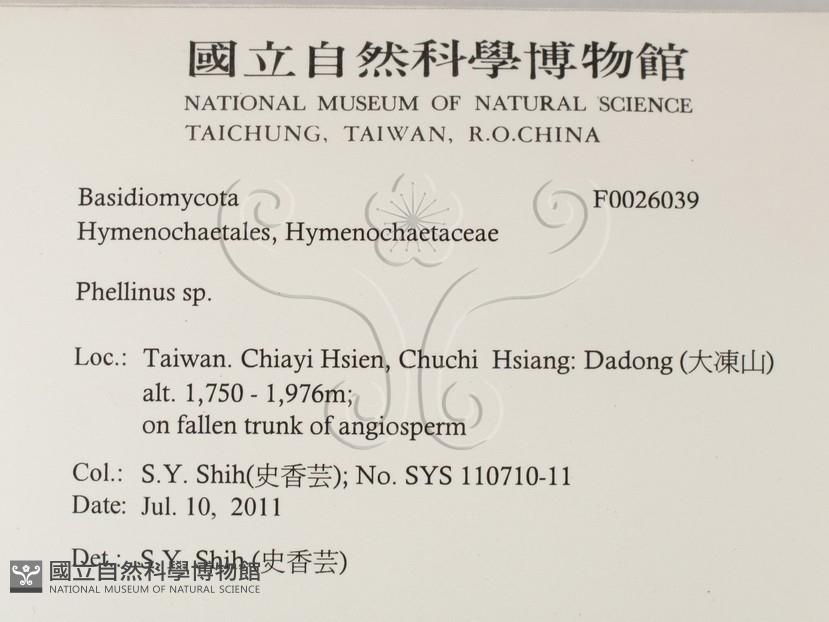 國立自然科學博物館
NATIONAL MUSEUM OF NATURAL SCIENCE
TAICHUNG, TAIWAN, R.O.CHINA
Basidiomycota F0026039
Hymenochaetales, Hymenochaetaceae
Phellinus sp.
Loc.: Taiwan. Chiayi Hsien, Chuchi Hsiang: Dadong (大凍山)
alt. 1,750 - 1,976m;
on fallen trunk of angiosperm
Col.: S.Y. Shih(史香芸); No. SYS 110710-11
Date: Jul. 10, 2011
Det.: S.Y. Shih (史香芸)
國立自然科學博物館
NATIONAL MUSEUM OF NATURAL SCIENCE